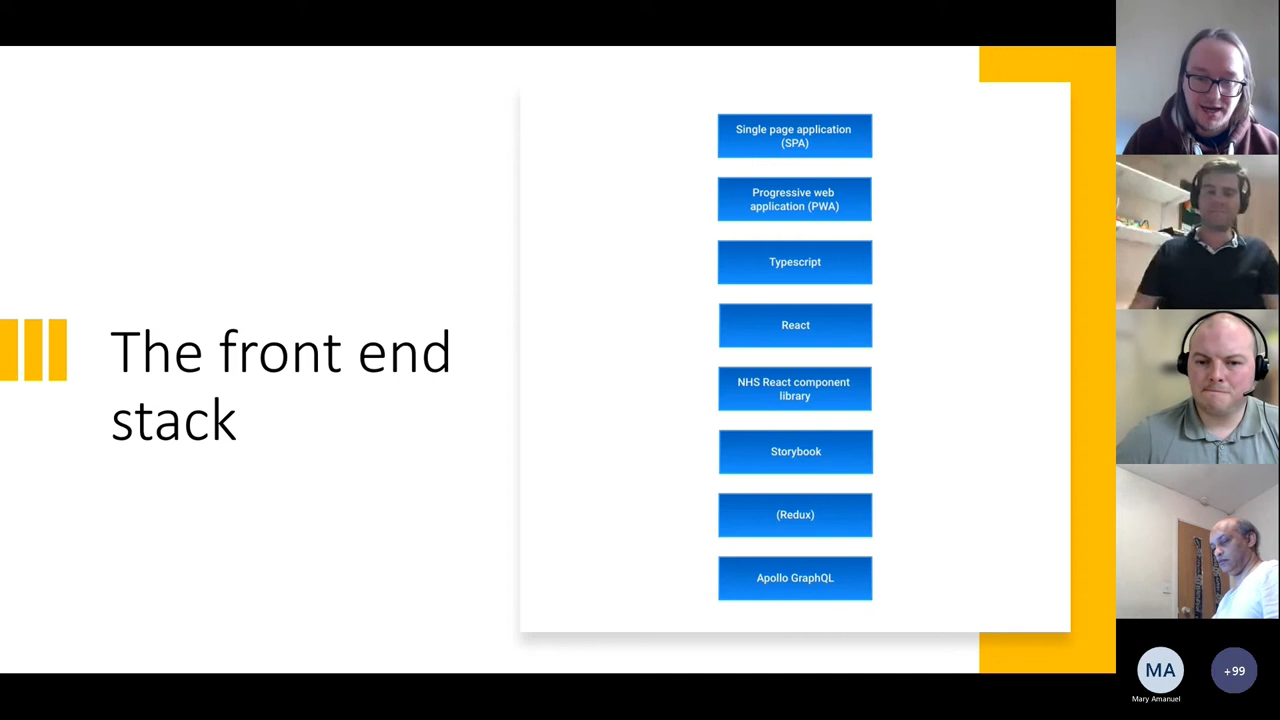 The front end
stack
Single page application
(SPA)
Progressive web
application (PWA)
Typescript
React
NHS React component
library
Storybook
(Redux)
Apollo GraphQL
MA
Mary Amanuel
+99